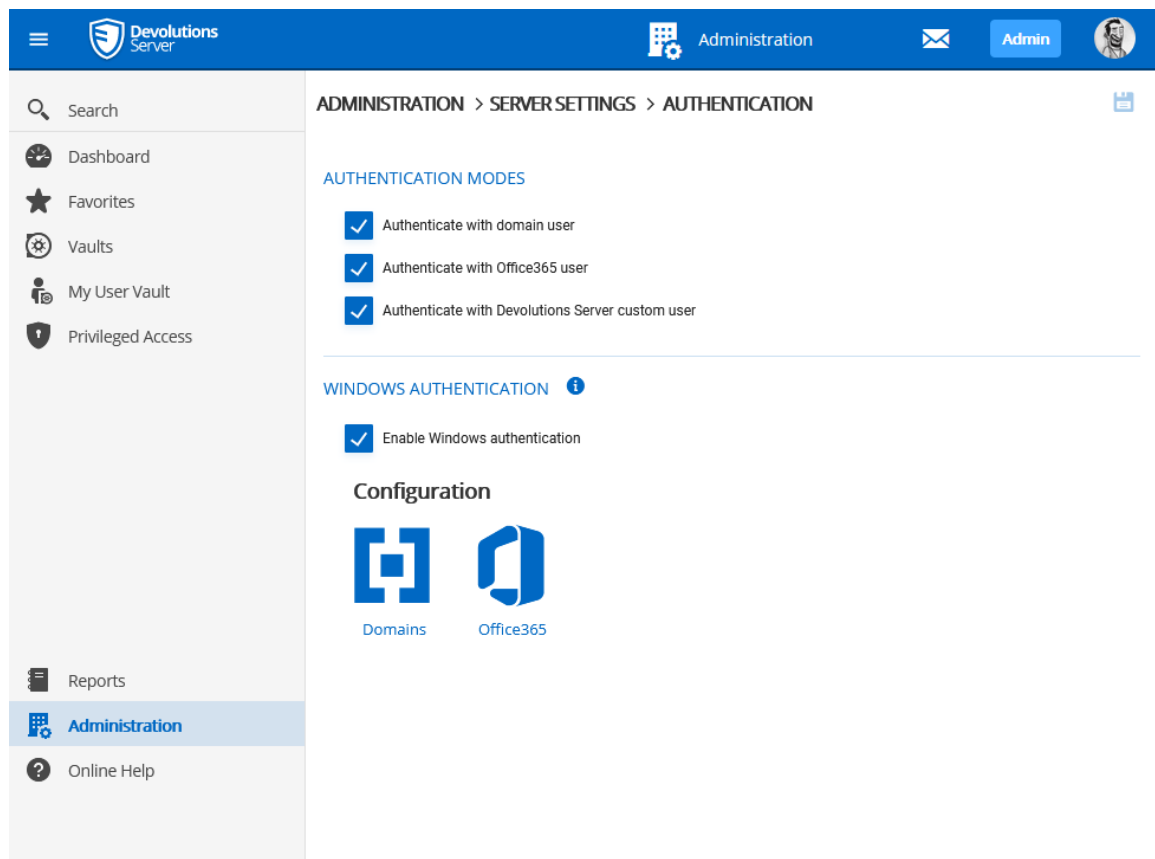 Devolutions
Server
Administration
Admin
Search
Dashboard
Favorites
Vaults
My User Vault
Privileged Access
Reports
Administration
Online Help
ADMINISTRATION > SERVER SETTINGS > AUTHENTICATION
AUTHENTICATION MODES
Authenticate with domain user
Authenticate with Office365 user
Authenticate with Devolutions Server custom user
WINDOWS AUTHENTICATION
Enable Windows authentication
Configuration
Domains
Office365